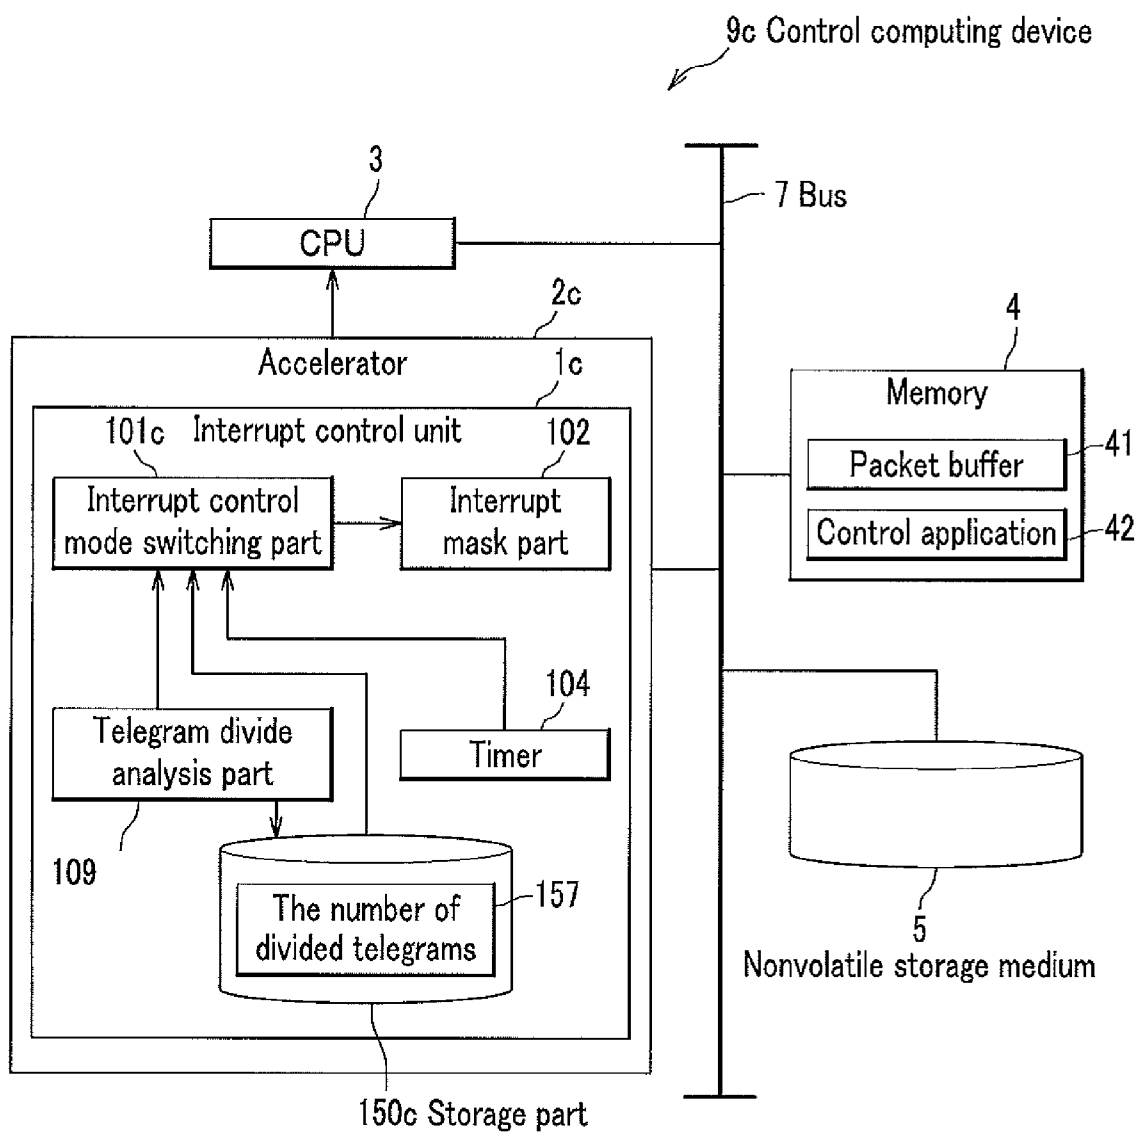 9c Control computing device
3
7 Bus
CPU
2c
4
Accelerator
1c
Memory
101c
Interrupt control unit
102
41
Packet buffer
Interrupt control
mode switching part
Interrupt
mask part
Control application
42
104
Telegram divide
analysis part
Timer
109
157
The number of
divided telegrams
5
Nonvolatile storage medium
150c Storage part